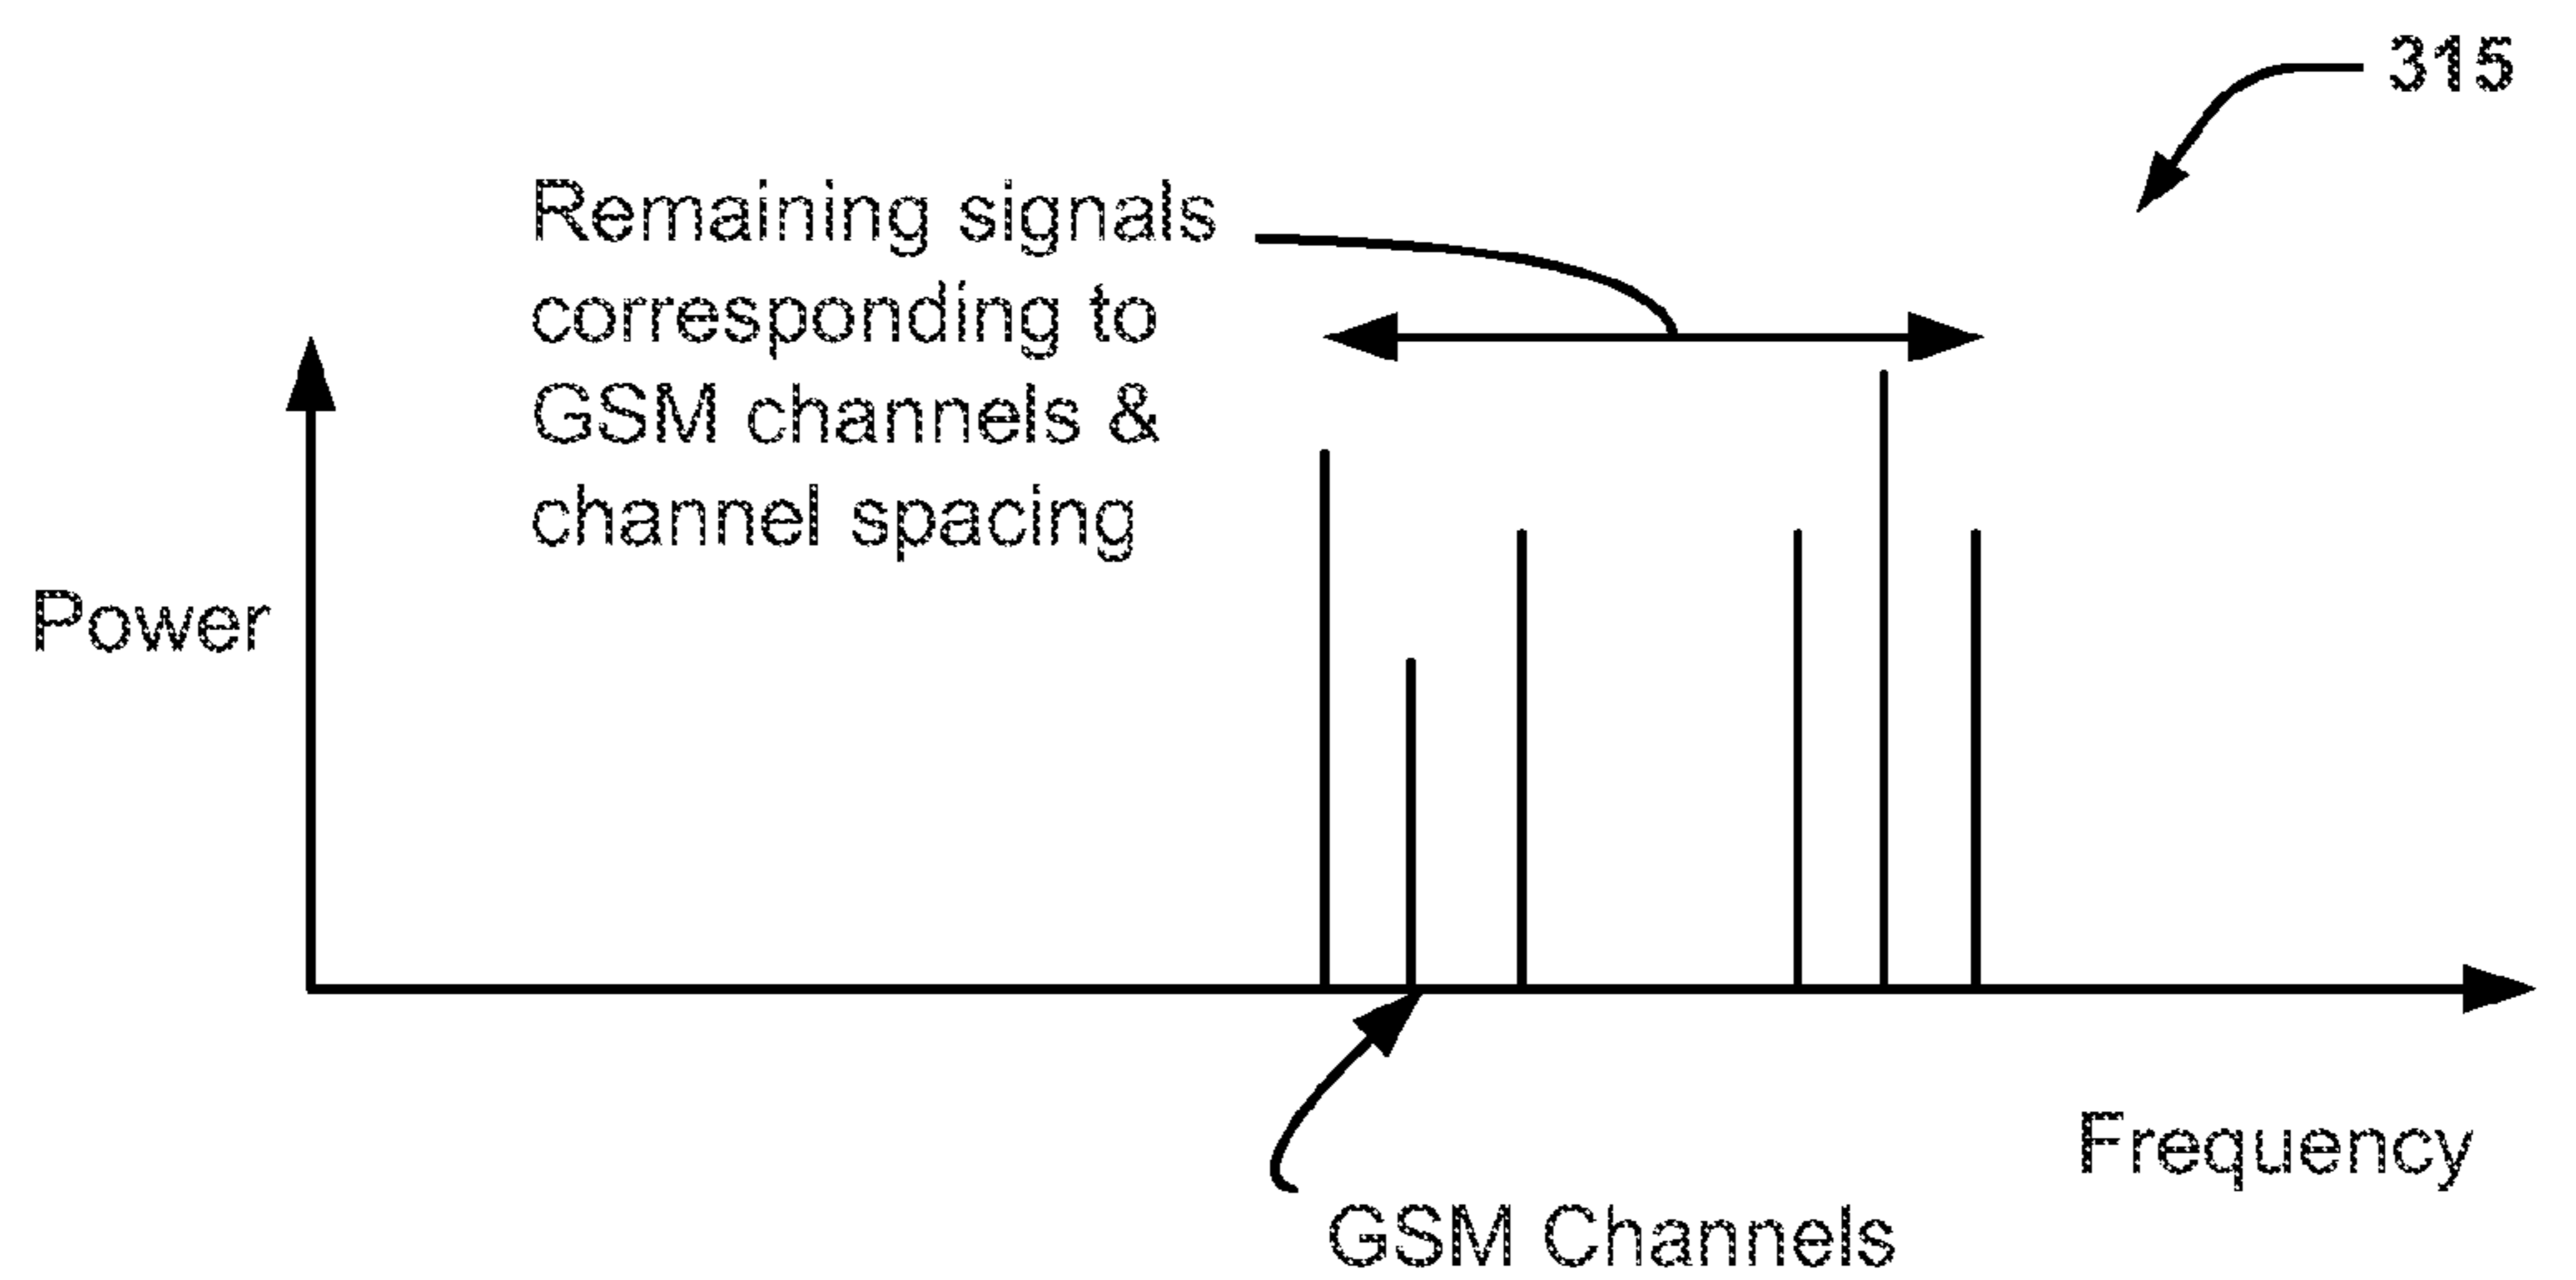 315
Remaining signals
corresponding to
GSM channels &
channel spacing
Power
Frequency
GSM Channels